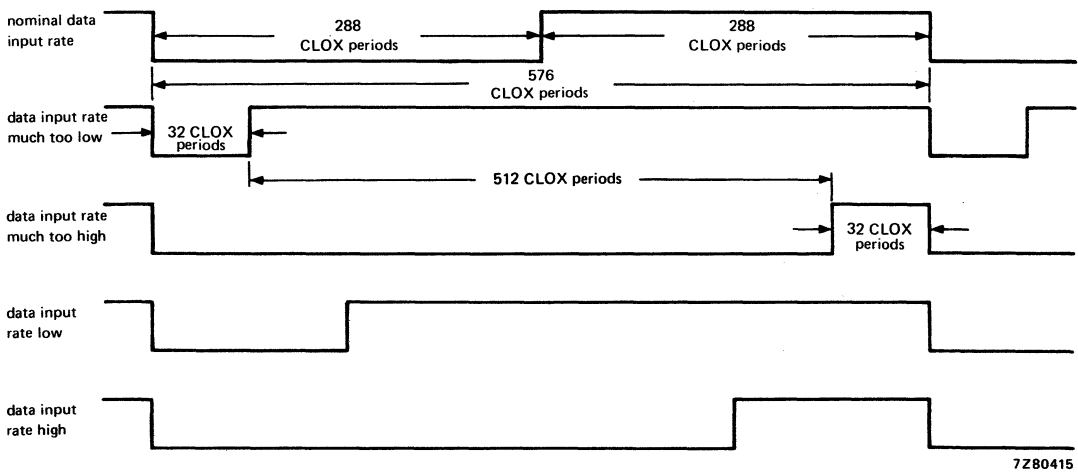 nominal data
input rate
288
CLOX periods
288
CLOX periods
576
CLOX periods
data input rate
much too low
32 CLOX
periods
512 CLOX periods
data input rate
much too high
32 CLOX
periods
data input
rate low
data input
rate high
7Z80415